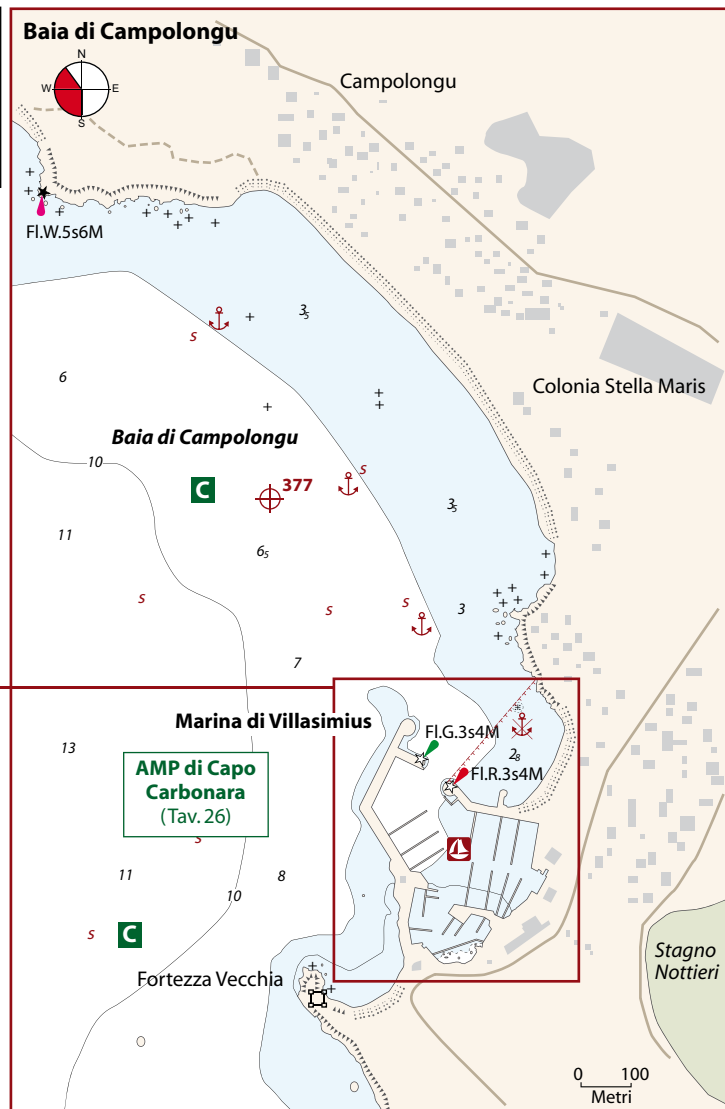 Baia di Campolongu
N
W
E
S
Campolongu
Fl.W.5s6M
3₅
s
6
Colonia Stella Maris
Baia di Campolongu
10
s
C
377
3₅
11
6₅
s
s
s
3
7
Marina di Villasimius
Fl.G.3s4M
13
2₈
Fl.R.3s4M
AMP di Capo
Carbonara
(Tav. 26)
s
11
10
8
s
C
Stagno
Nottieri
Fortezza Vecchia
0 100
Metri